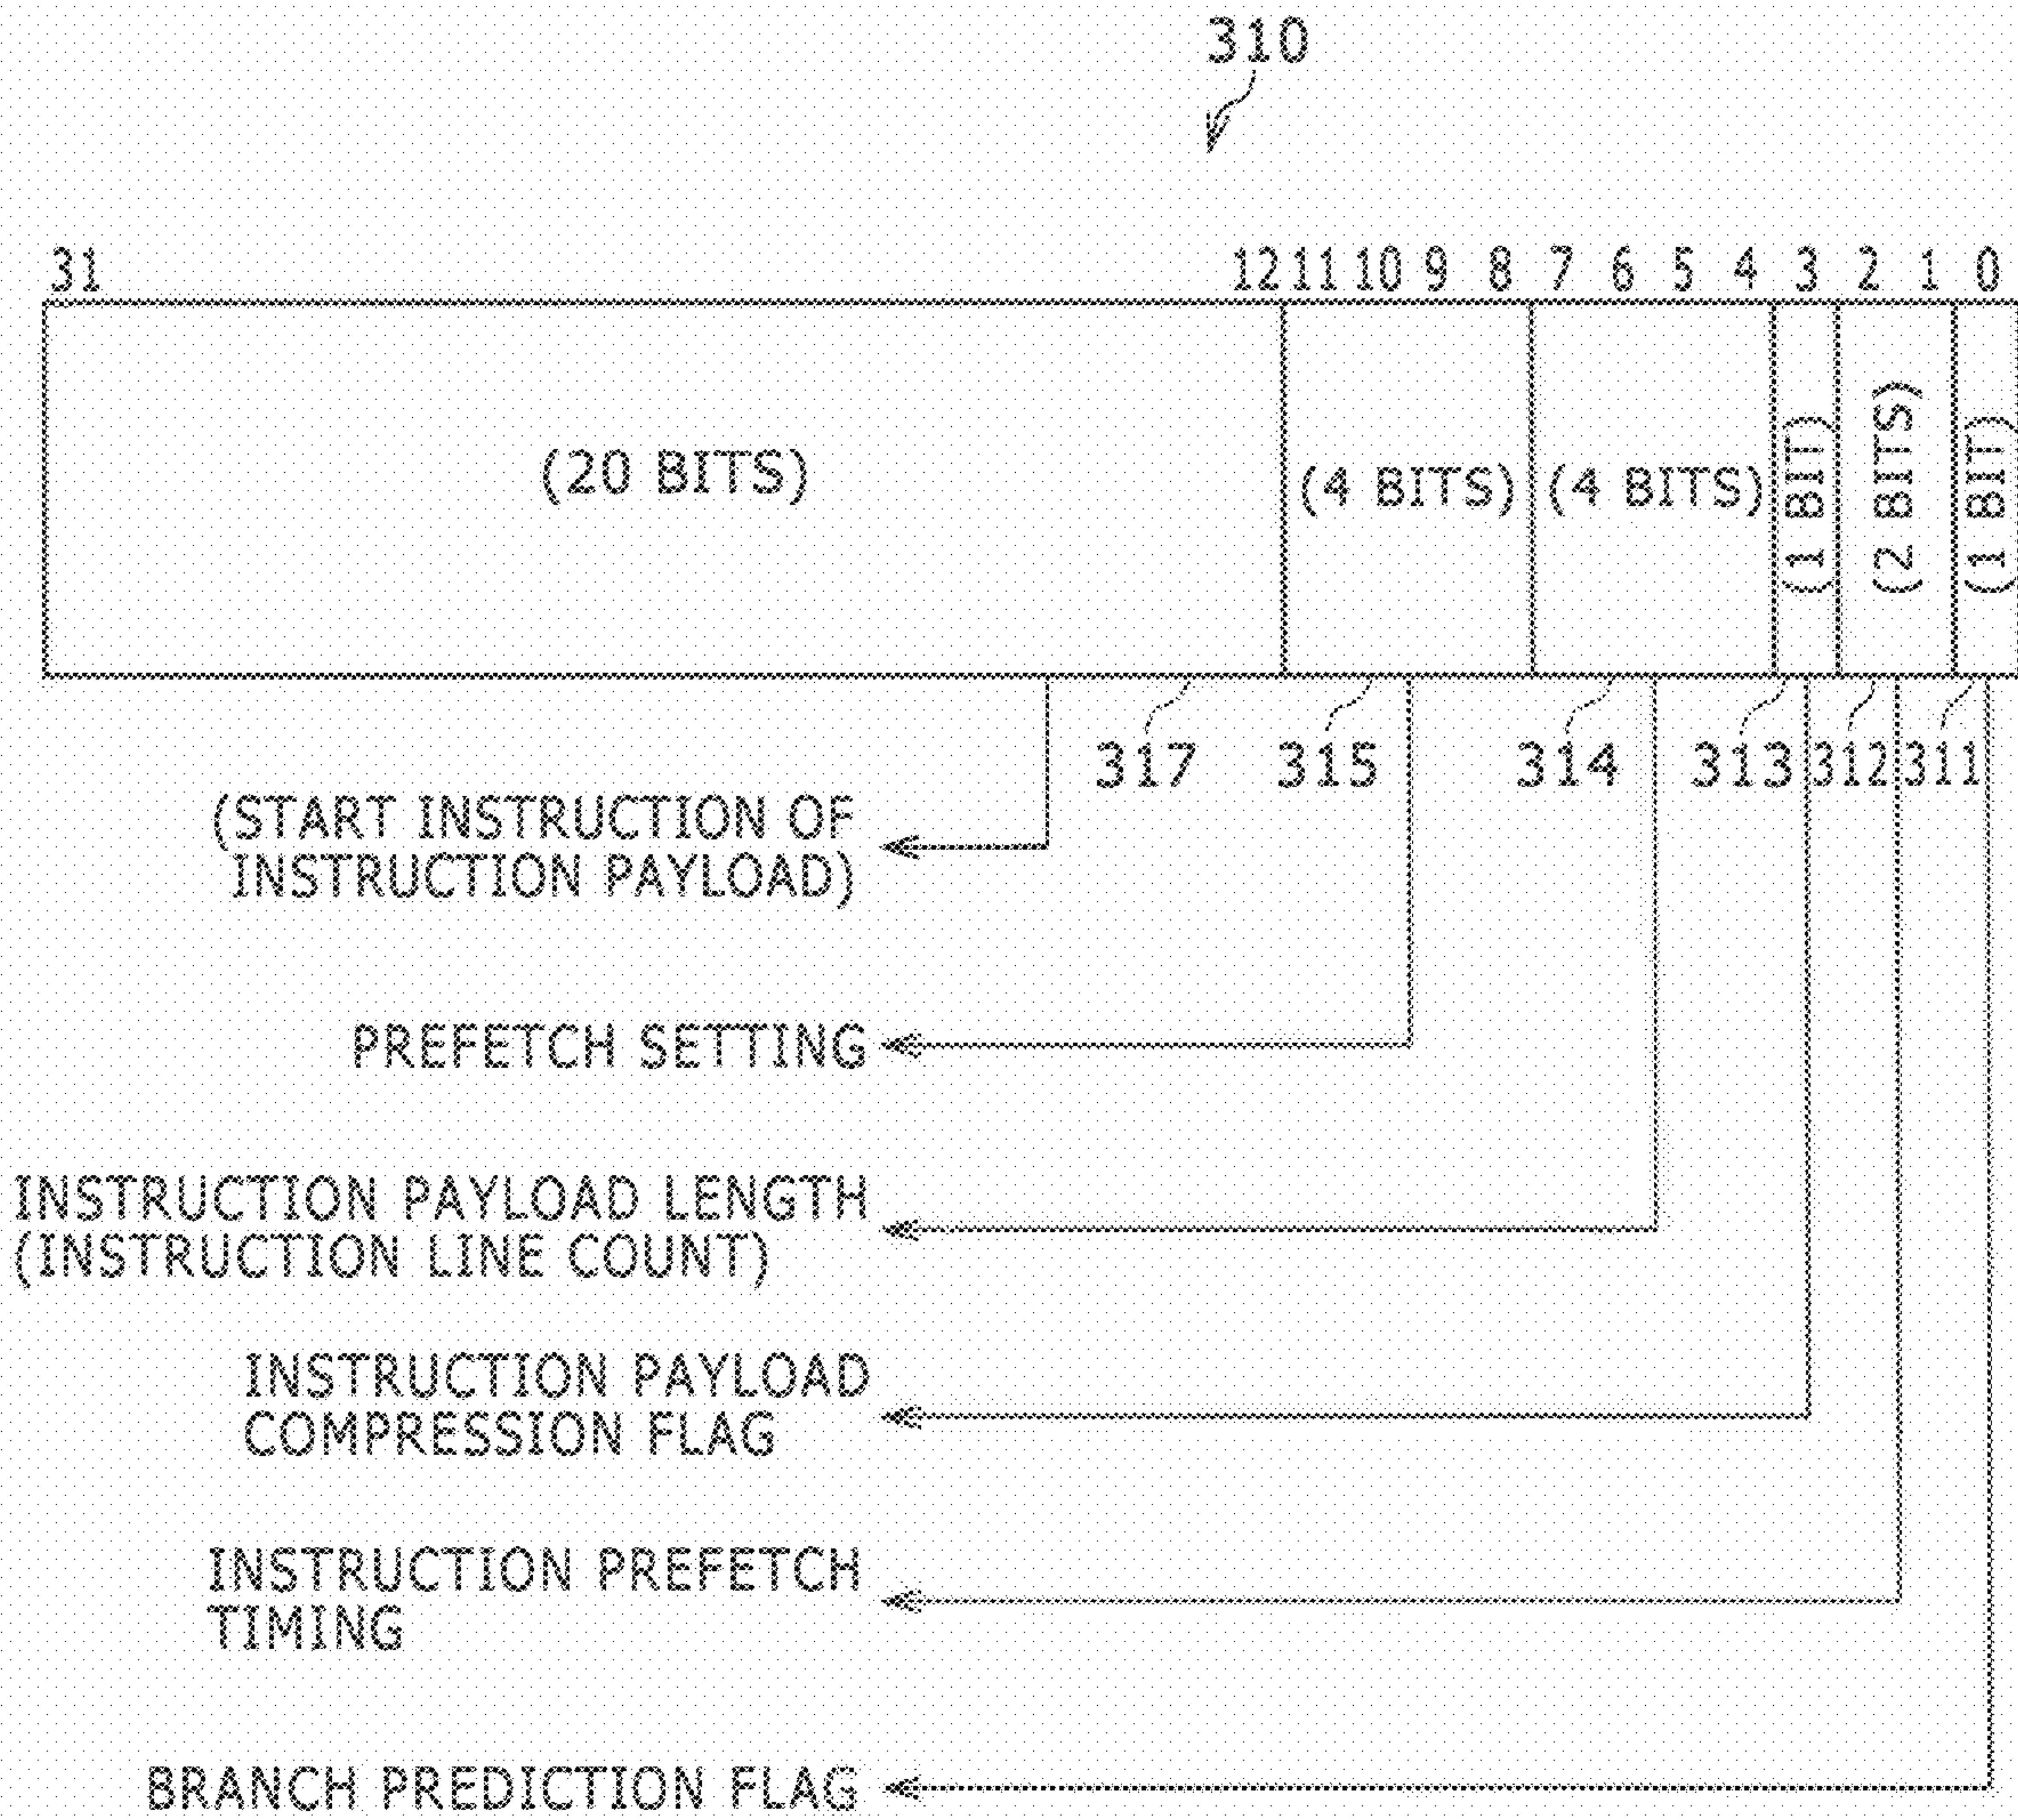 310
31 12 11 10 9 8 7 6 5 4 3 2 1 0
(20 BITS) (4 BITS) (4 BITS) (1 BIT) (2 BITS) (1 BIT)
317 315 314 313 312 311
(START INSTRUCTION OF
INSTRUCTION PAYLOAD)
PREFETCH SETTING
INSTRUCTION PAYLOAD LENGTH
(INSTRUCTION LINE COUNT)
INSTRUCTION PAYLOAD
COMPRESSION FLAG
INSTRUCTION PREFETCH
TIMING
BRANCH PREDICTION FLAG